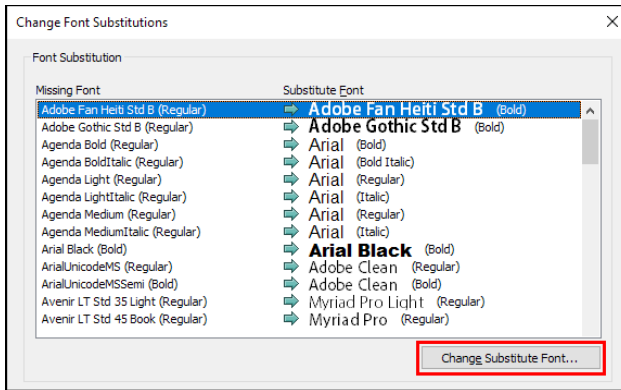 Change Font Substitutions
Font Substitution
Missing Font Substitute Font
Adobe Fan Heiti Std B (Regular) Adobe Fan Heiti Std B (Bold)
Adobe Gothic Std B (Regular) Adobe Gothic Std B (Bold)
Agenda Bold (Regular) Arial (Bold)
Agenda BoldItalic (Regular) Arial (Bold Italic)
Agenda Light (Regular) Arial (Regular)
Agenda LightItalic (Regular) Arial (Italic)
Agenda Medium (Regular) Arial (Regular)
Agenda MediumItalic (Regular) Arial (Italic)
Arial Black (Bold) Arial Black (Bold)
ArialUnicodeMS (Regular) Adobe Clean (Regular)
ArialUnicodeMSSemi (Bold) Adobe Clean (Bold)
Avenir LT Std 35 Light (Regular) Myriad Pro Light (Regular)
Avenir LT Std 45 Book (Regular) Myriad Pro (Regular)
Change Substitute Font...